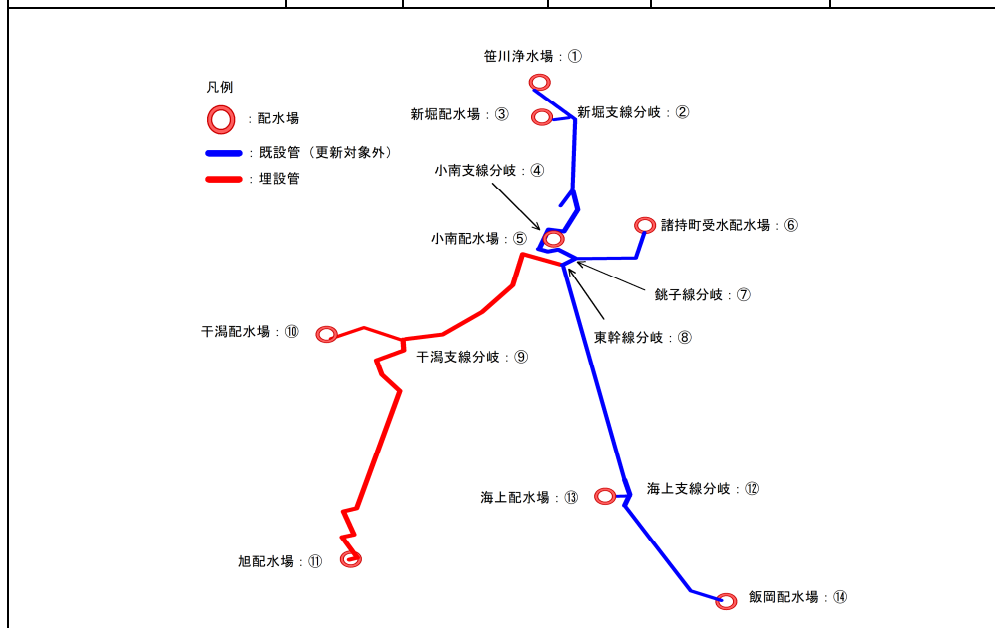 笹川浄水場：①
凡例
：配水場
新堀配水場：③
新堀支線分岐：②
：既設管（更新対象外）
：埋設管
小南支線分岐：④
小南配水場：⑤
諸持町受水配水場：⑥
銚子線分岐：⑦
東幹線分岐：⑧
干潟配水場：⑩
干潟支線分岐：⑨
海上配水場：⑬
海上支線分岐：⑫
旭配水場：⑪
飯岡配水場：⑭